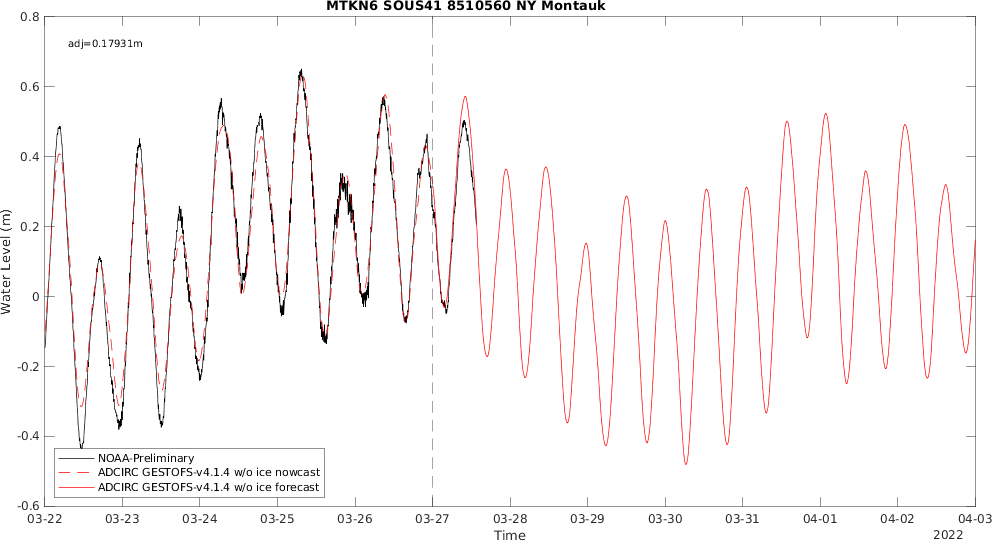 MTKN6 SOUS41 8510560 NY Montauk
adj=0.17931m
0.8
0.6
0.4
0.2
0
-0.2
-0.4
-0.6
Water Level (m)
NOAA-Preliminary
ADCIRC GESTOFS-v4.1.4 w/o ice nowcast
ADCIRC GESTOFS-v4.1.4 w/o ice forecast
03-22 03-23 03-24 03-25 03-26 03-27 03-28 03-29 03-30 03-31 04-01 04-02 04-03
Time
2022